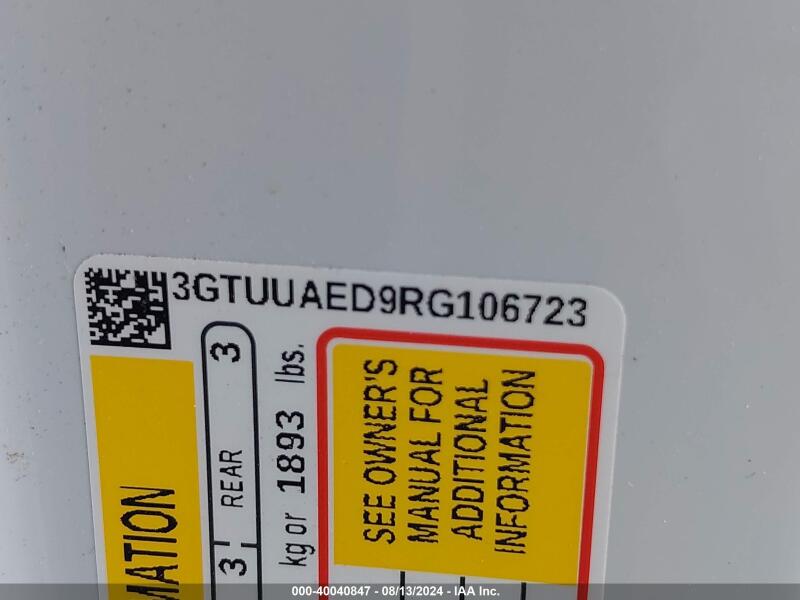 3GTUUAED9RG106723
MATION
3 REAR 3
kg or 1893 lbs.
SEE OWNER'S
MANUAL FOR
ADDITIONAL
INFORMATION
000-40040847 - 08/13/2024 - IAA Inc.